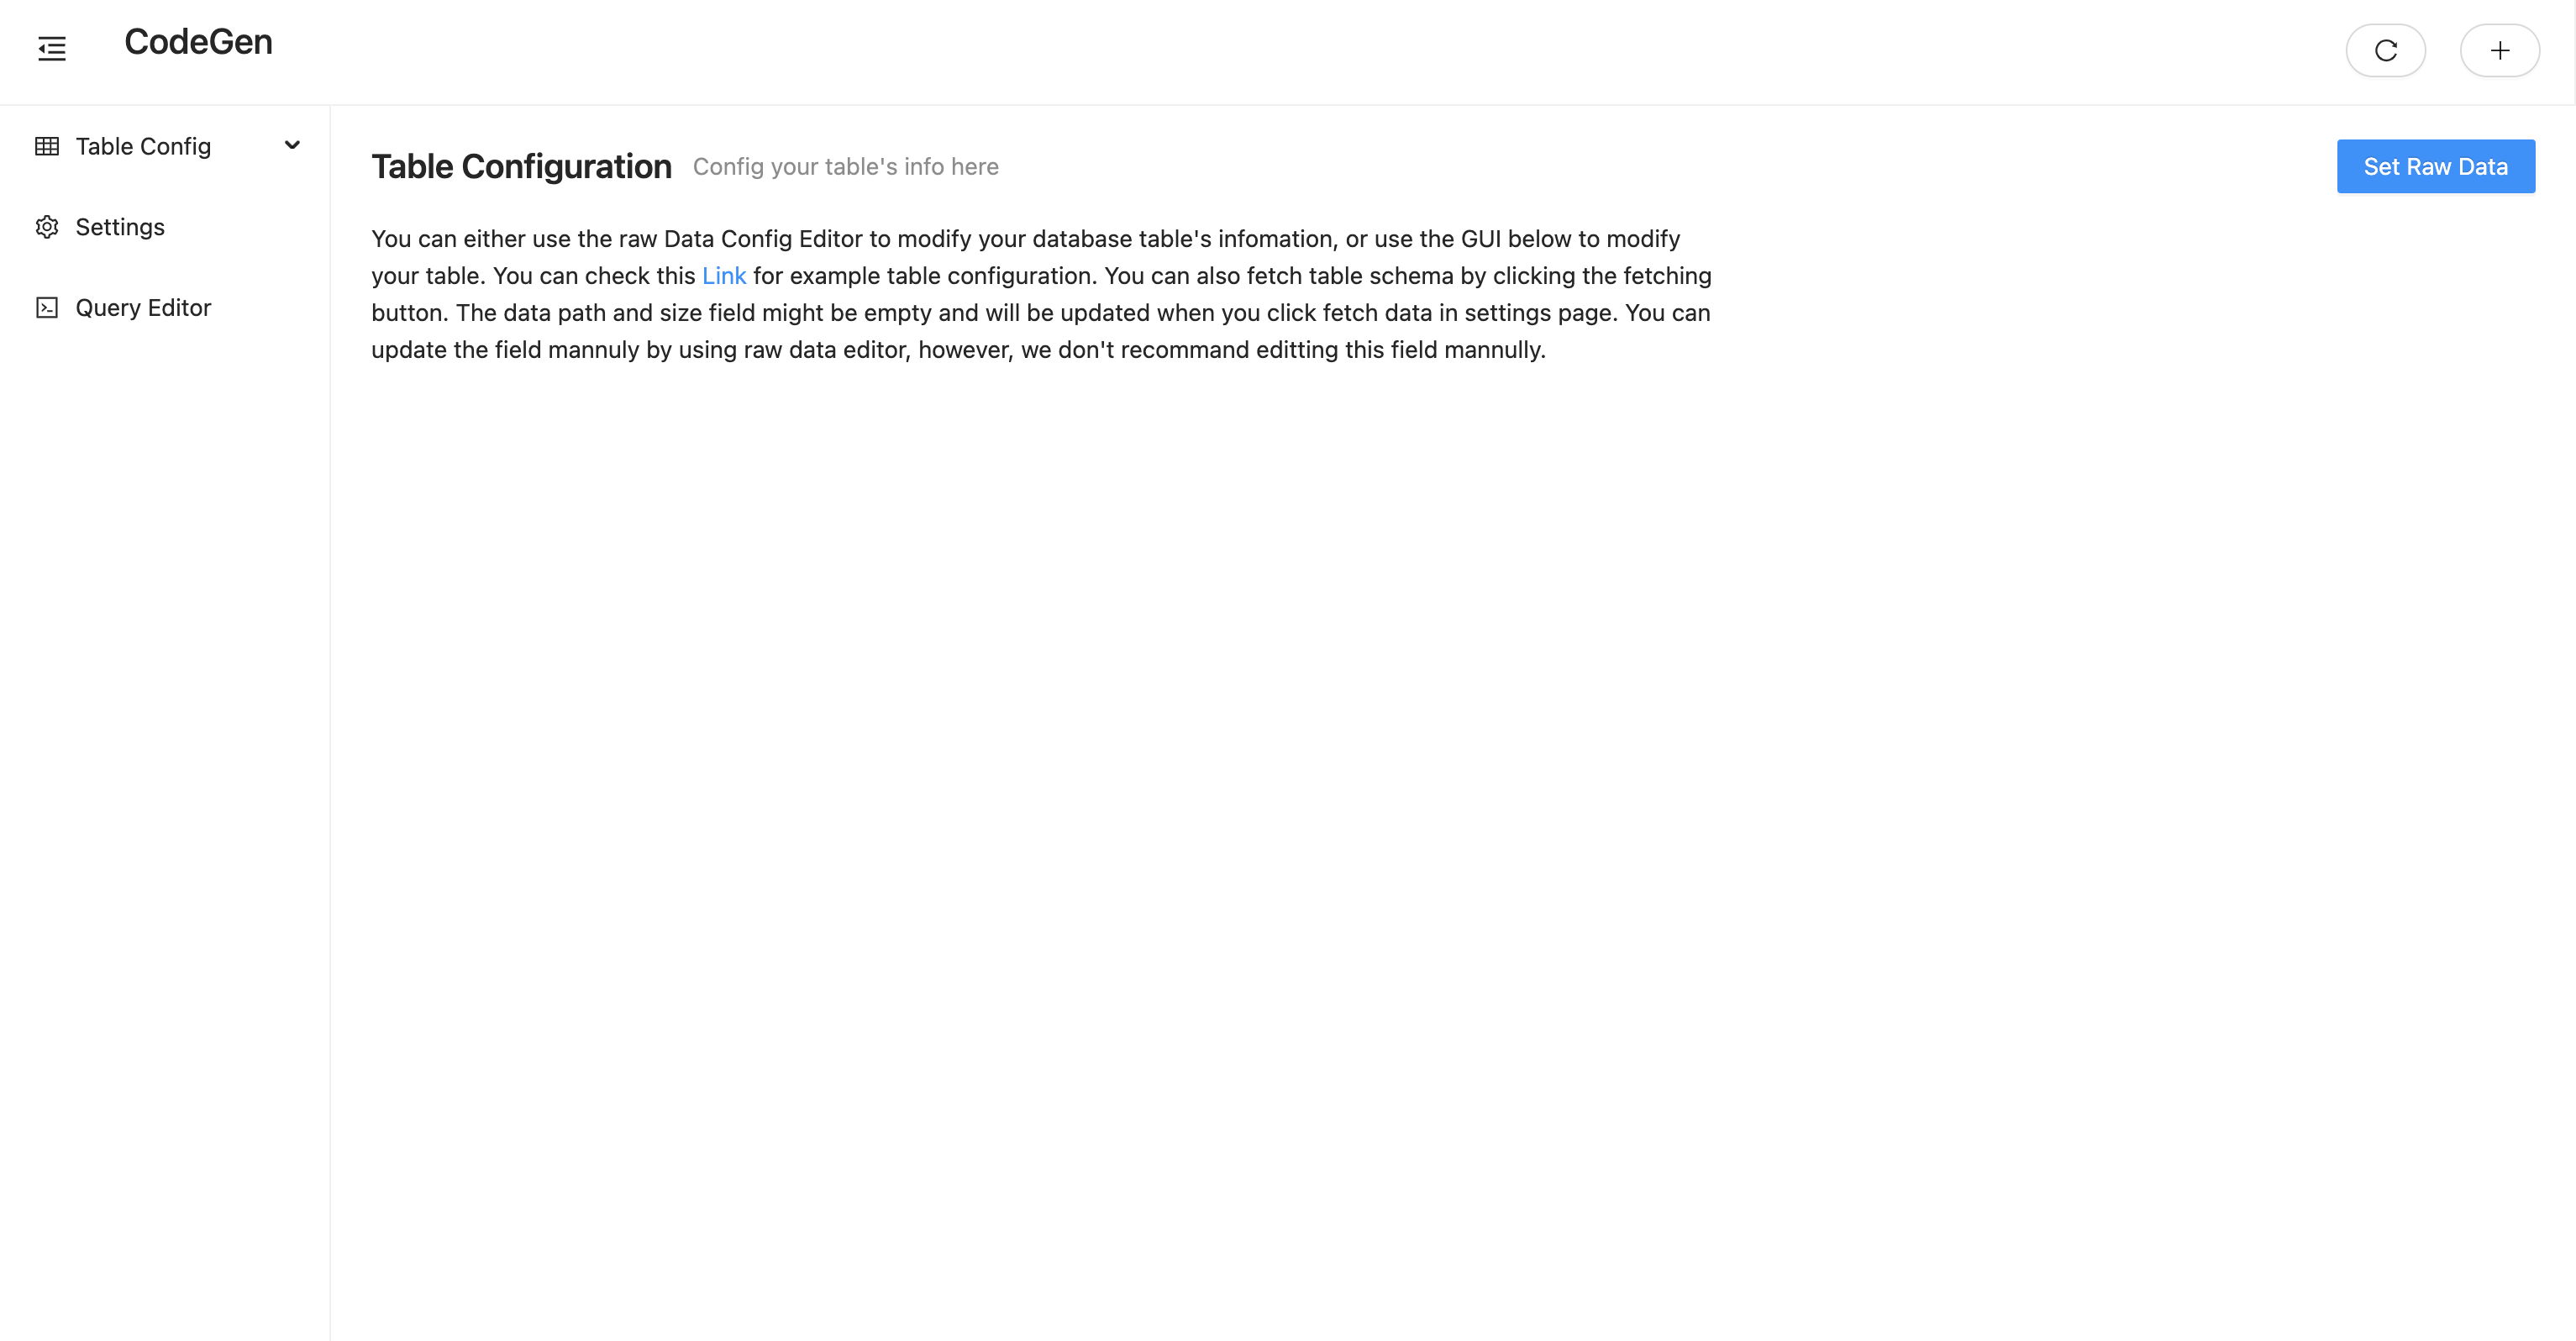 CodeGen
Table Config
Settings
Query Editor
Table Configuration Config your table's info here
Set Raw Data
You can either use the raw Data Config Editor to modify your database table's infomation, or use the GUI below to modify
your table. You can check this Link for example table configuration. You can also fetch table schema by clicking the fetching
button. The data path and size field might be empty and will be updated when you click fetch data in settings page. You can
update the field mannuly by using raw data editor, however, we don't recommand editting this field mannully.